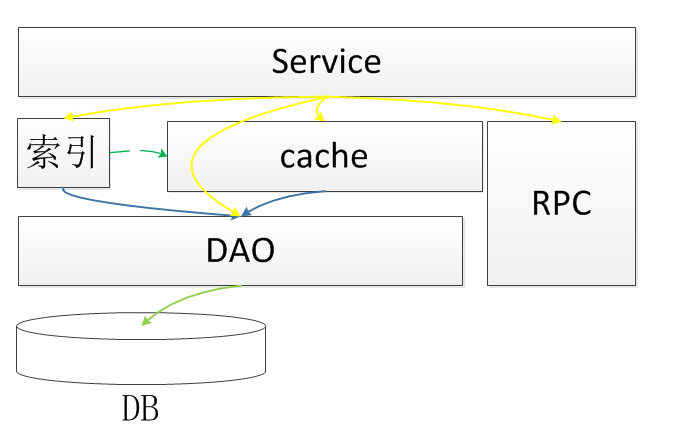 Service
索引
cache
RPC
DAO
DB